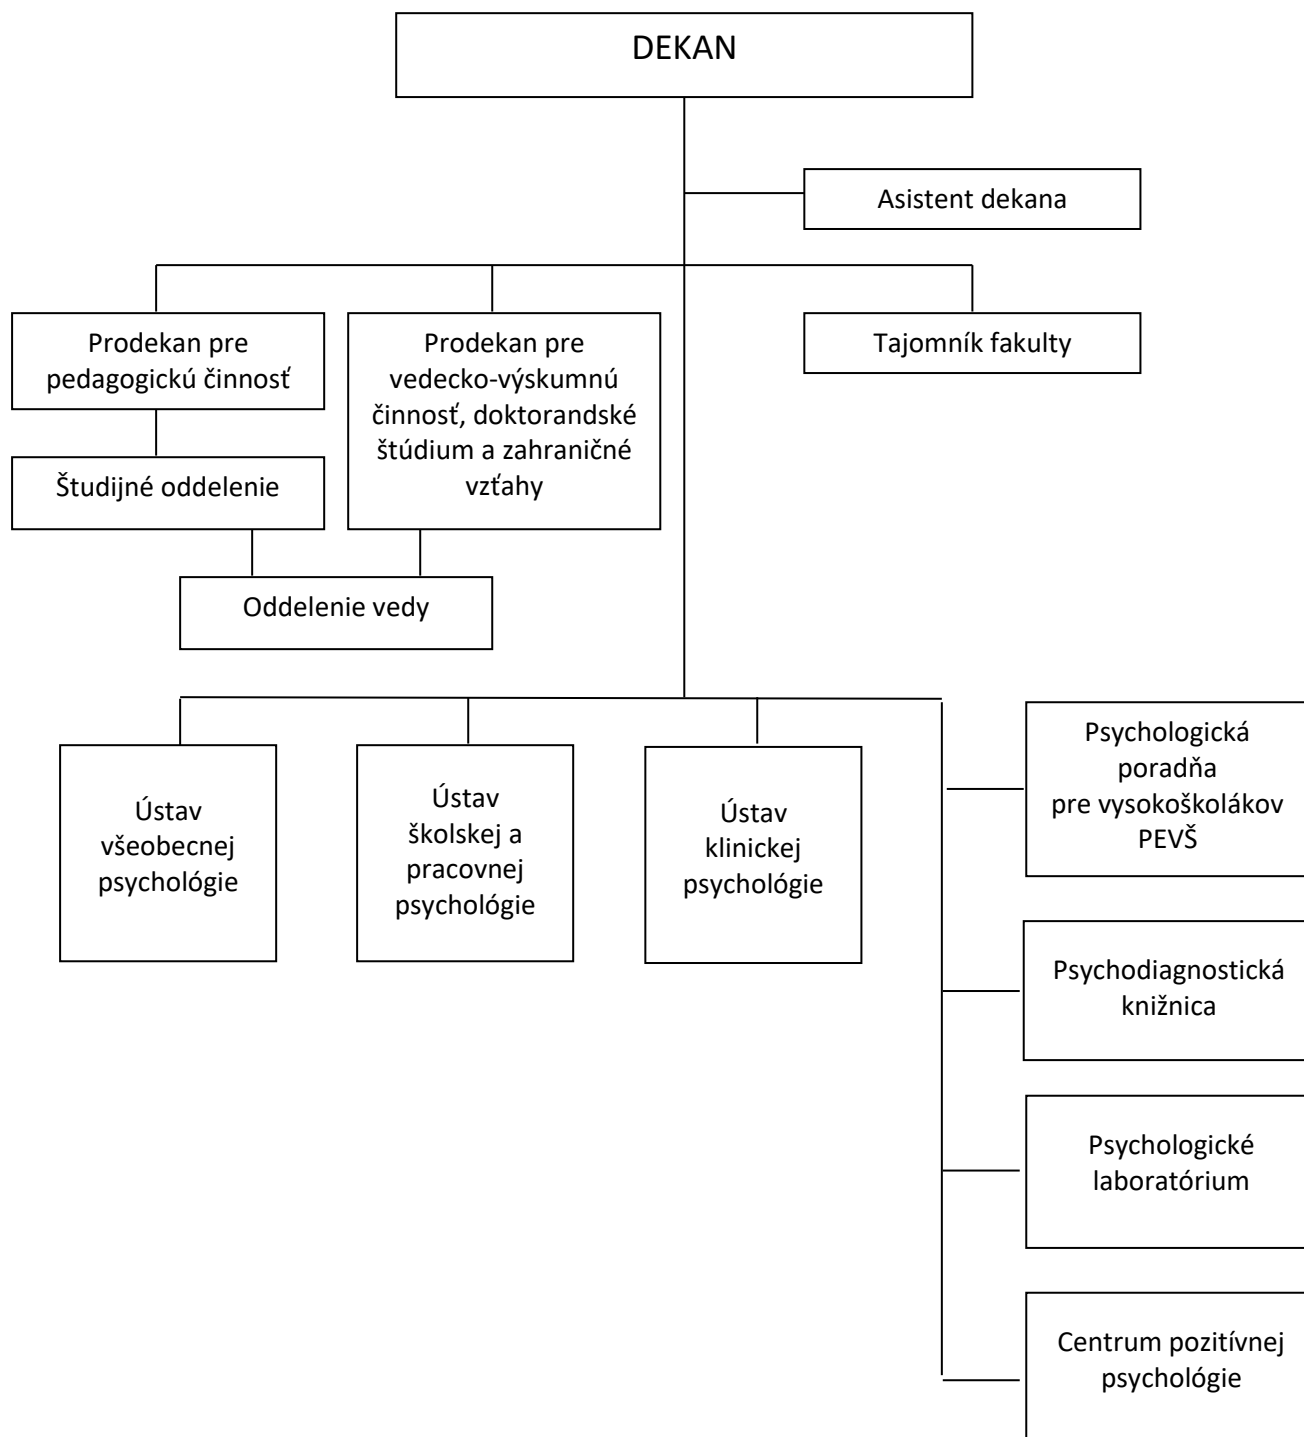 DEKAN
Asistent dekana
Prodekan pre
pedagogickú činnosť
Prodekan pre
vedecko-výskumnú
činnosť, doktorandské
štúdium a zahraničné
vzťahy
Tajomník fakulty
Študijné oddelenie
Oddelenie vedy
Ústav
všeobecnej
psychológie
Ústav
školskej a
pracovnej
psychológie
Ústav
klinickej
psychológie
Psychologická
poradňa
pre vysokoškolákov
PEVŠ
Psychodiagnostická
knižnica
Psychologické
laboratórium
Centrum pozitívnej
psychológie